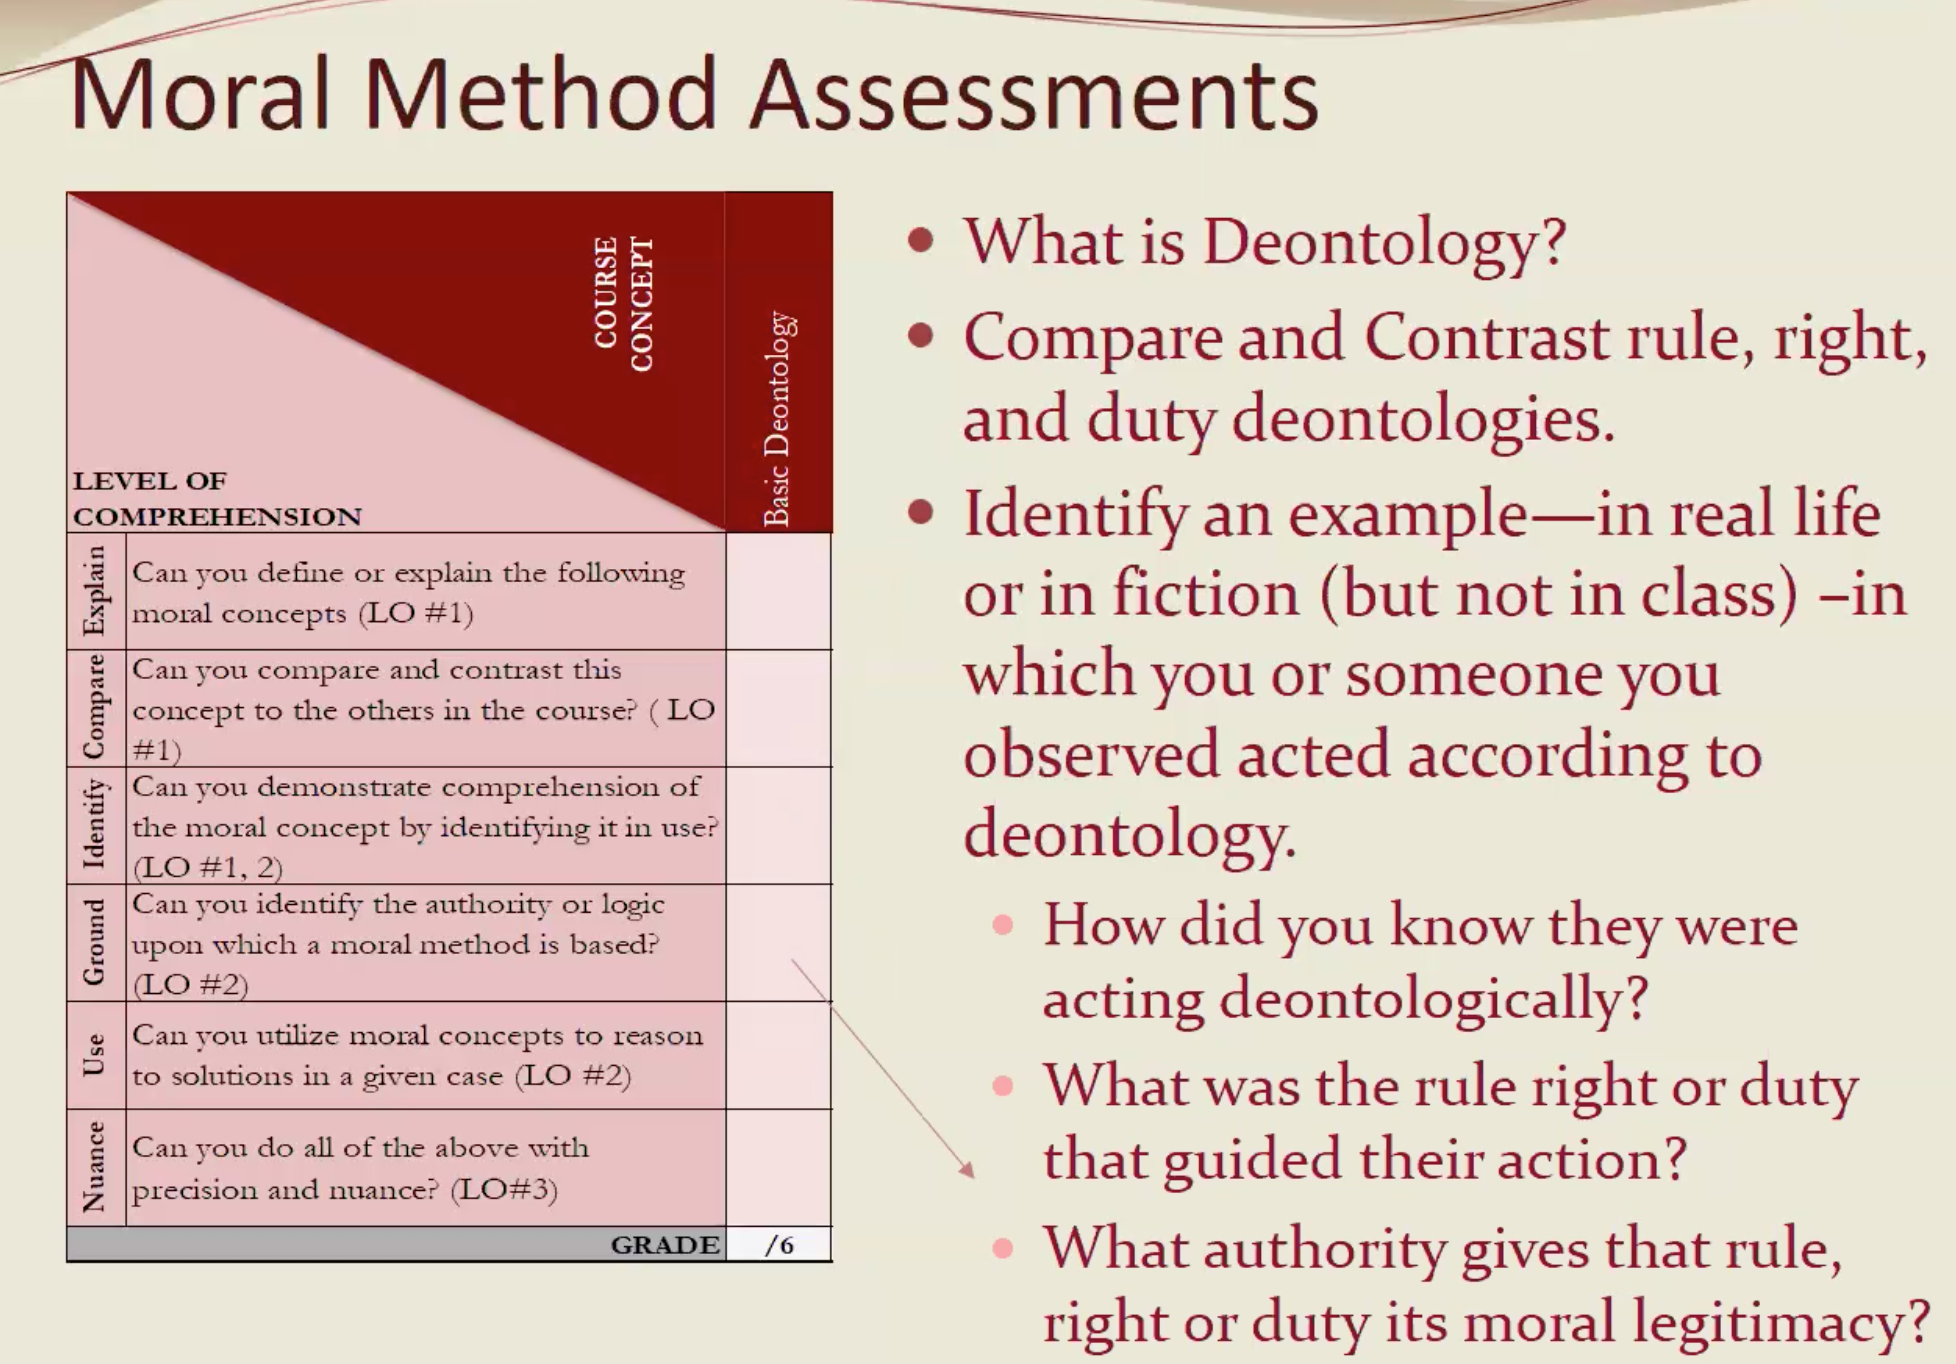 Moral Method Assessments
COURSE
CONCEPT
Basic Deontology
LEVEL OF
COMPREHENSION
Explain
Can you define or explain the following
moral concepts (LO #1)
Compare
Can you compare and contrast this
concept to the others in the course? ( LO
#1)
Identify
Can you demonstrate comprehension of
the moral concept by identifying it in use?
(LO #1, 2)
Ground
Can you identify the authority or logic
upon which a moral method is based?
(LO #2)
Use
Can you utilize moral concepts to reason
to solutions in a given case (LO #2)
Nuance
Can you do all of the above with
precision and nuance? (LO#3)
GRADE
/6
• What is Deontology?
• Compare and Contrast rule, right,
and duty deontologies.
• Identify an example—in real life
or in fiction (but not in class) –in
which you or someone you
observed acted according to
deontology.
• How did you know they were
acting deontologically?
• What was the rule right or duty
that guided their action?
• What authority gives that rule,
right or duty its moral legitimacy?